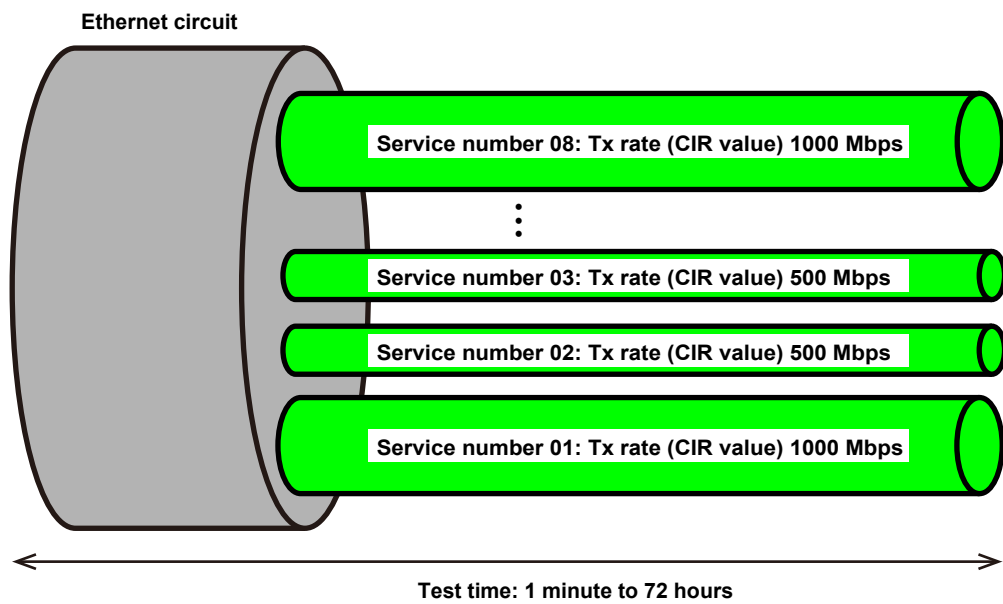 Ethernet circuit
Service number 08: Tx rate (CIR value) 1000 Mbps
⋮
Service number 03: Tx rate (CIR value) 500 Mbps
Service number 02: Tx rate (CIR value) 500 Mbps
Service number 01: Tx rate (CIR value) 1000 Mbps
Test time: 1 minute to 72 hours